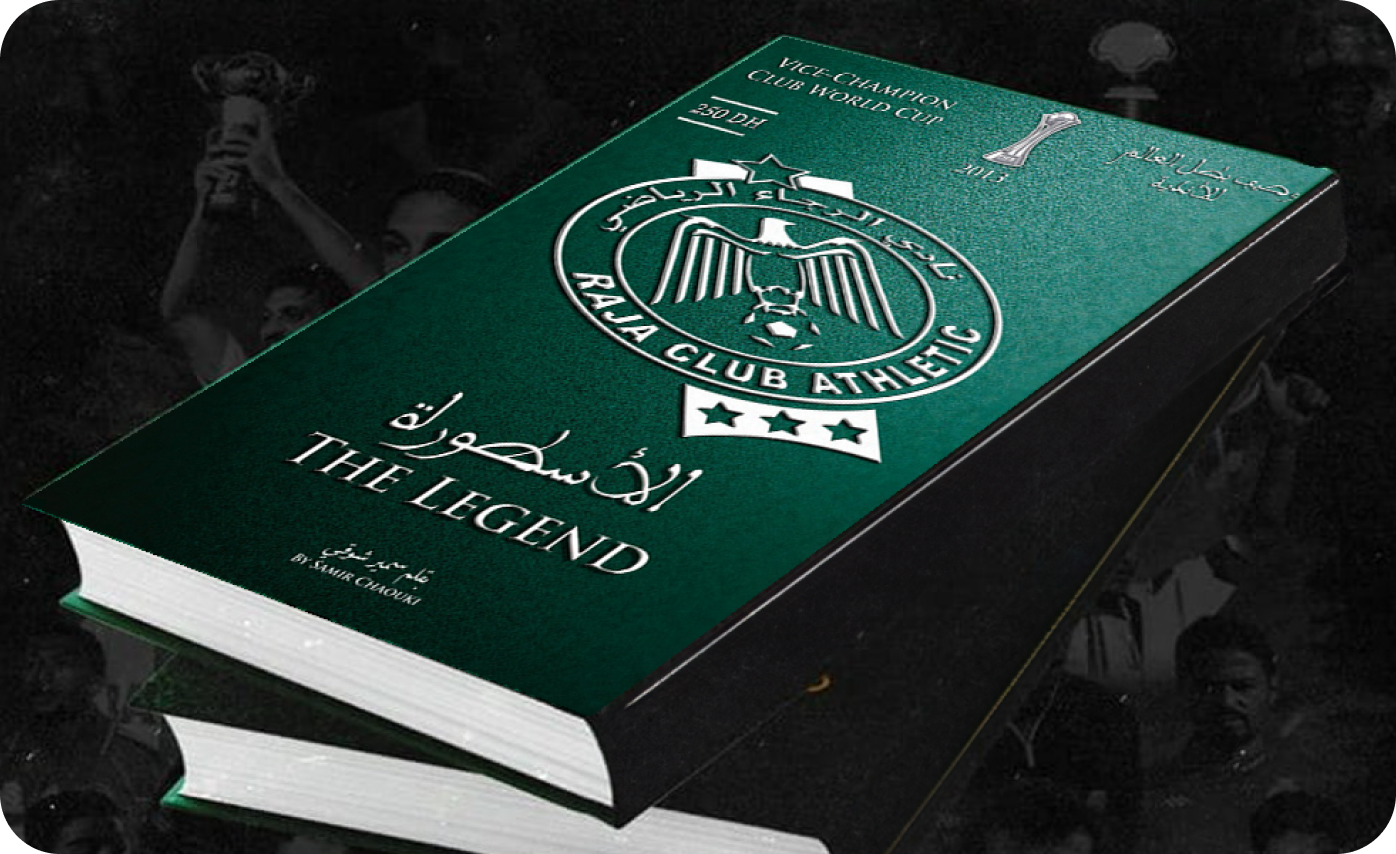 VICE-CHAMPION
CLUB WORLD CUP
250 DH
2013
وصيف بطل العالم
للأندية
نادي الرجاء الرياضي
RAJA CLUB ATHLETIC
الأسطورة
THE LEGEND
بقلم سمير شوقي
BY SAMIR CHAOUKI